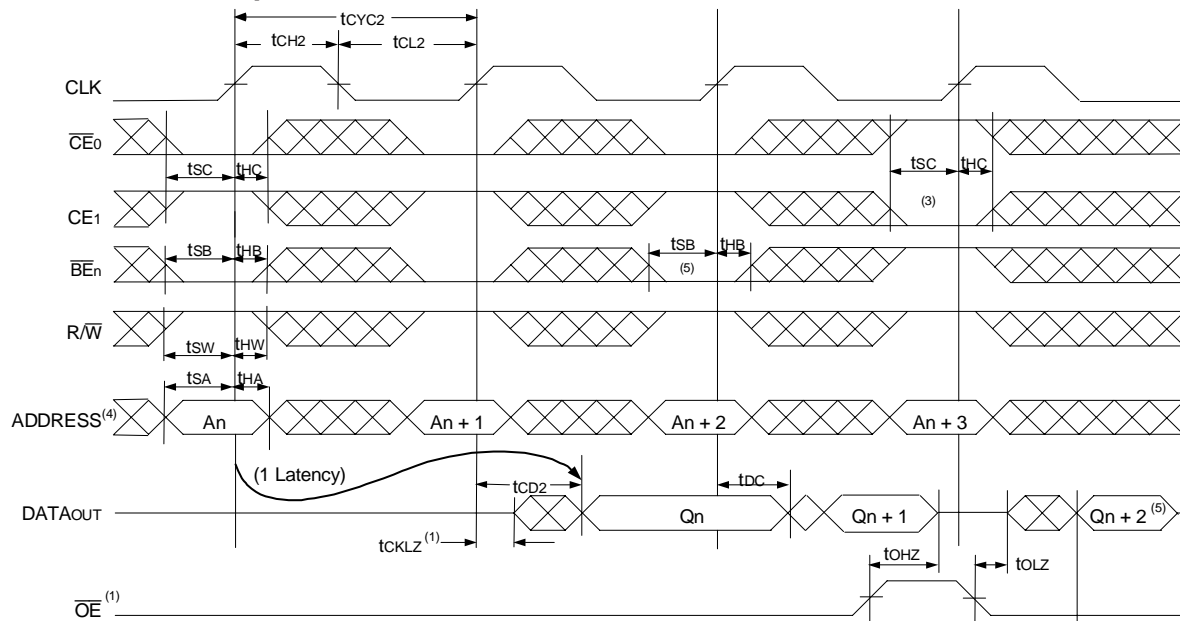 tCYC2
tCH2 tCL2
CLK
CE0
tSC tHC tSC tHC
CE1 (3)
tSB tHB tSB tHB
BEn (5)
R/W
tSW tHW
tSA tHA
ADDRESS(4) An An + 1 An + 2 An + 3
(1 Latency) tCD2 tDC
DATAOUT Qn Qn + 1 Qn + 2 (5)
tCKLZ (1)
tOHZ tOLZ
OE (1)